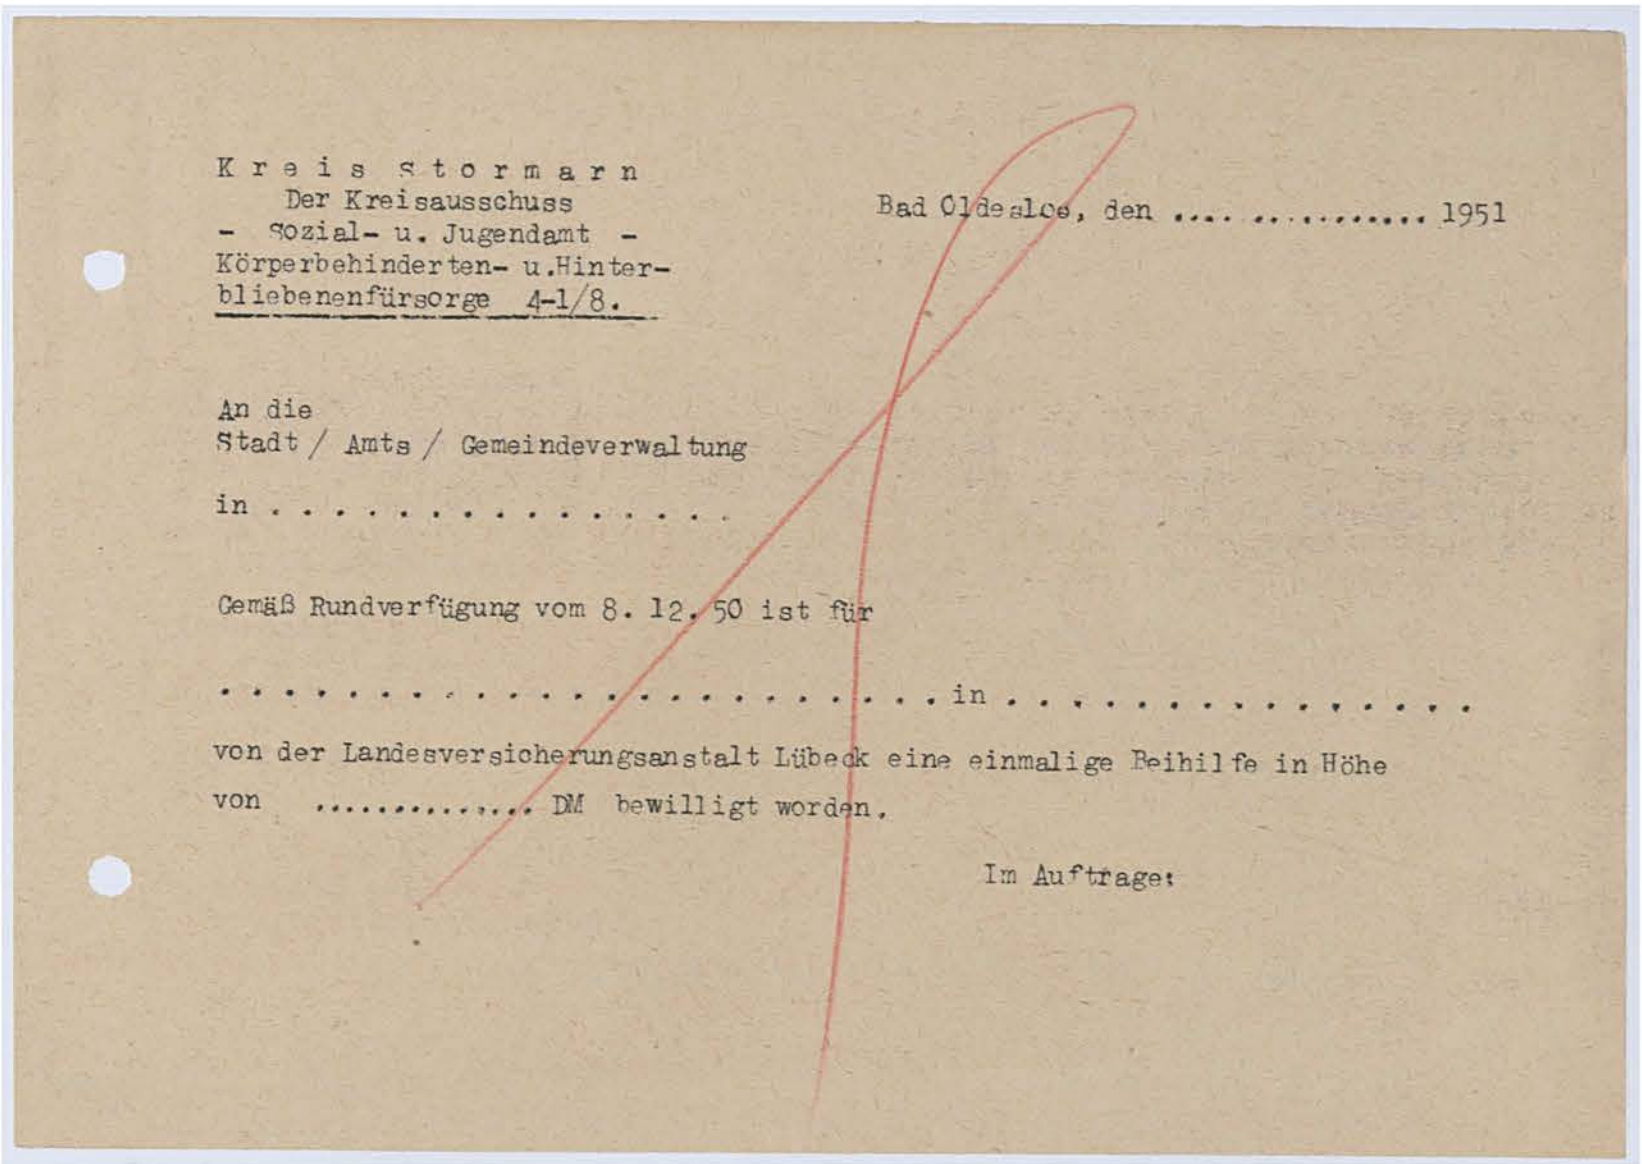 Kreis Stormarn
Der Kreisausschuss
- Sozial- u. Jugendamt -
Körperbehinderten- u.Hinter-
bliebenenfürsorge 4-1/8.
Bad Oldesloe, den .... .............. 1951
An die
Stadt / Amts / Gemeindeverwaltung
in . . . . . . . . . . . . . . .
Gemäß Rundverfügung vom 8. 12. 50 ist für
. . . . . . . . . . . . . . . . . . . . . . . in . . . . . . . . . . . . . . .
von der Landesversicherungsanstalt Lübeck eine einmalige Beihilfe in Höhe
von .............. DM bewilligt worden.
Im Auftrage: